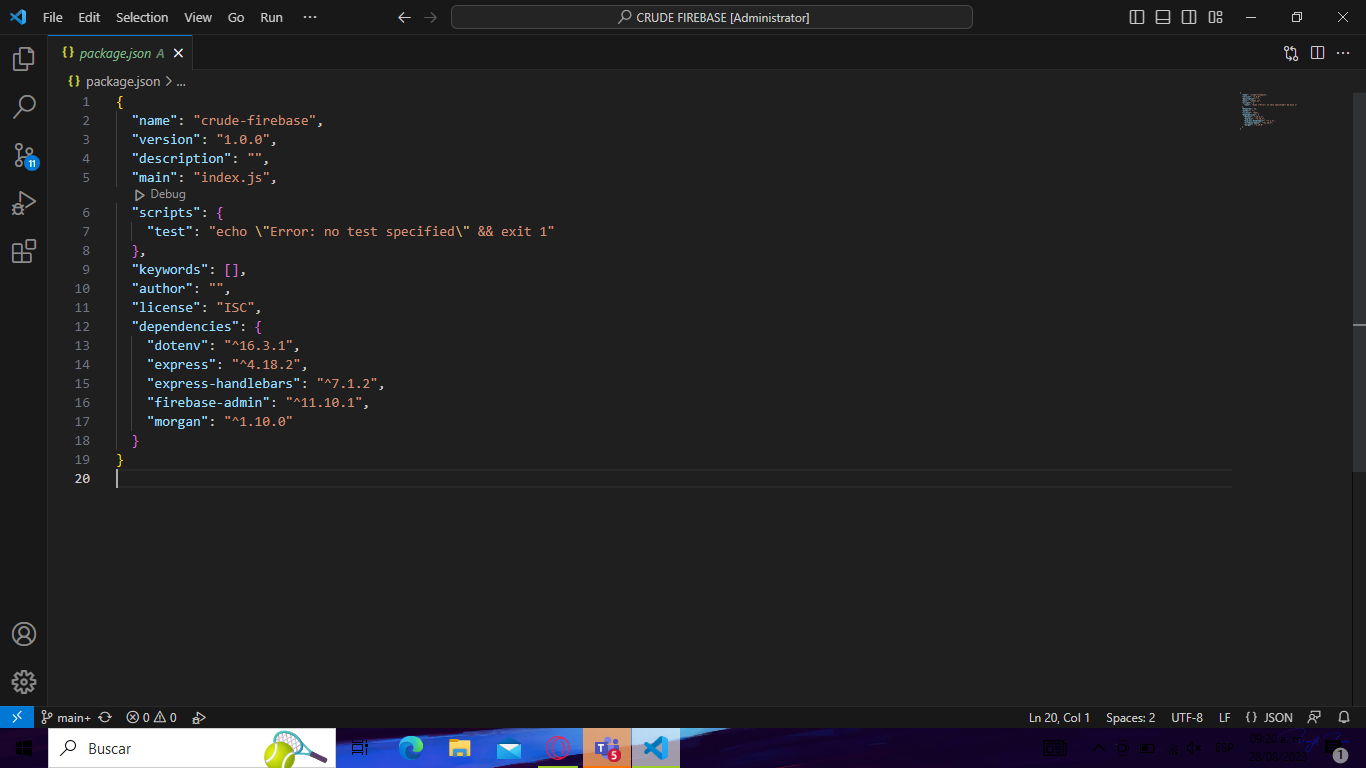 File Edit Selection View Go Run ···
CRUDE FIREBASE [Administrator]
{} package.json A
{} package.json > ...
1 {
2 "name": "crude-firebase",
3 "version": "1.0.0",
4 "description": "",
5 "main": "index.js",
Debug
6 "scripts": {
7 "test": "echo \"Error: no test specified\" && exit 1"
8 },
9 "keywords": [],
10 "author": "",
11 "license": "ISC",
12 "dependencies": {
13 "dotenv": "^16.3.1",
14 "express": "^4.18.2",
15 "express-handlebars": "^7.1.2",
16 "firebase-admin": "^11.10.1",
17 "morgan": "^1.10.0"
18 }
19 }
20
11
main+ 0 0 Ln 20, Col 1 Spaces: 2 UTF-8 LF {} JSON
Buscar 5 ESP 1